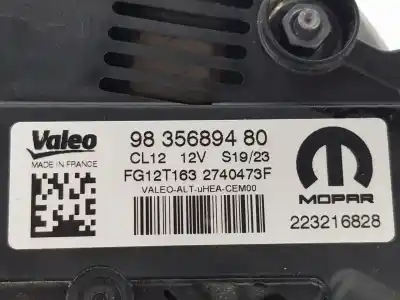 Valeo
MADE IN FRANCE
98 356894 80
CL12 12V S19/23
FG12T163 2740473F
VALEO-ALT-uHEA-CEM00
MOPAR
223216828